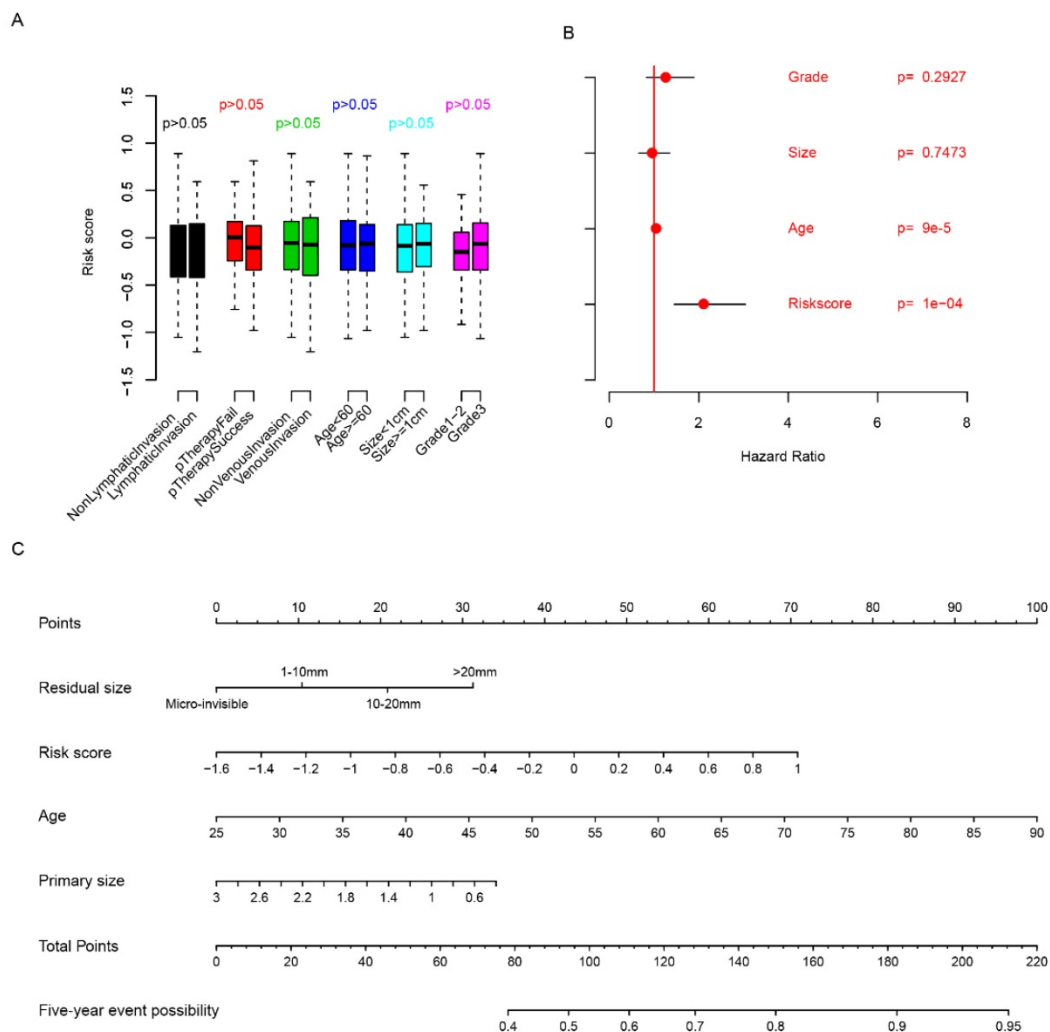 A
B
Risk score
1.5
1.0
0.5
0.0
−0.5
−1.0
−1.5
p>0.05
p>0.05
p>0.05
p>0.05
p>0.05
p>0.05
NonLymphaticInvasion
LymphaticInvasion
pTherapyFail
pTherapySuccess
NonVenousInvasion
VenousInvasion
Age<60
Age>=60
Size<1cm
Size>=1cm
Grade1−2
Grade3
Grade p= 0.2927
Size p= 0.7473
Age p= 9e-5
Riskscore p= 1e−04
0 2 4 6 8
Hazard Ratio
C
Points
0 10 20 30 40 50 60 70 80 90 100
Residual size
1-10mm >20mm
Micro-invisible 10-20mm
Risk score
−1.6 −1.4 −1.2 −1 −0.8 −0.6 −0.4 −0.2 0 0.2 0.4 0.6 0.8 1
Age
25 30 35 40 45 50 55 60 65 70 75 80 85 90
Primary size
3 2.6 2.2 1.8 1.4 1 0.6
Total Points
0 20 40 60 80 100 120 140 160 180 200 220
Five-year event possibility
0.4 0.5 0.6 0.7 0.8 0.9 0.95